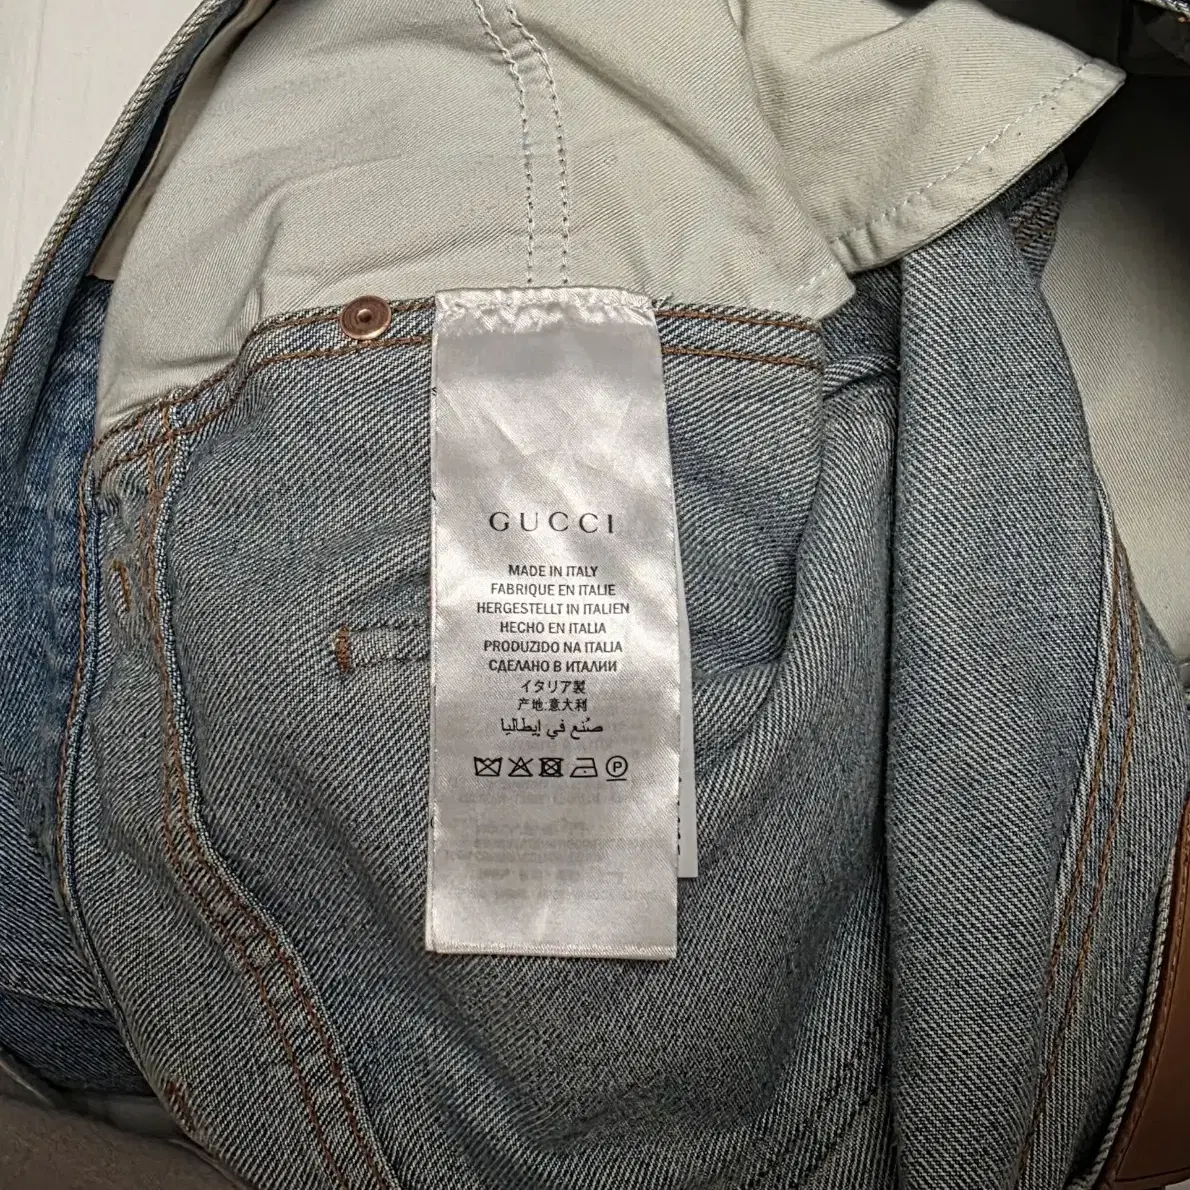 GUCCI
MADE IN ITALY
FABRIQUE EN ITALIE
HERGESTELLT IN ITALIEN
HECHO EN ITALIA
PRODUZIDO NA ITALIA
СДЕЛАНО В ИТАЛИИ
イタリア製
产地:意大利
صُنع في إيطاليا
P